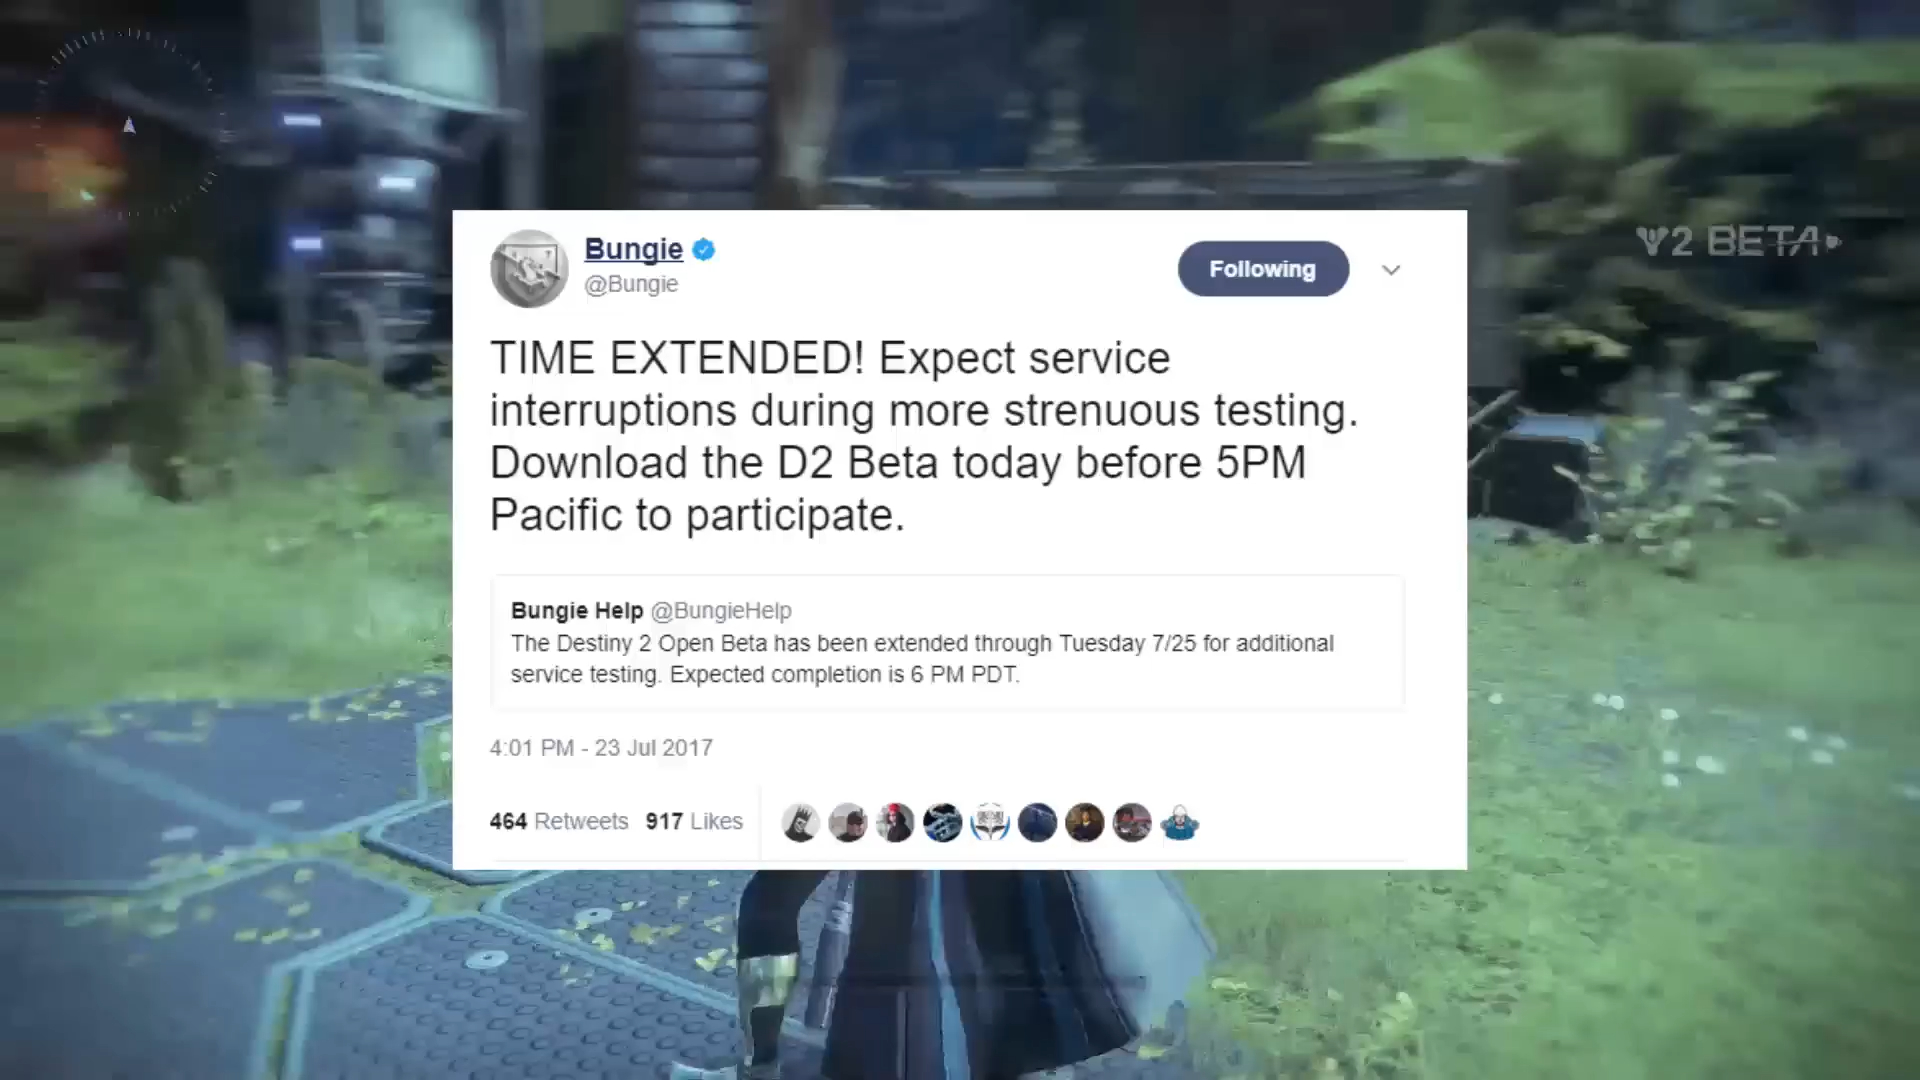 Bungie
@Bungie
Following
2 BETA
TIME EXTENDED! Expect service
interruptions during more strenuous testing.
Download the D2 Beta today before 5PM
Pacific to participate.
Bungie Help @BungieHelp
The Destiny 2 Open Beta has been extended through Tuesday 7/25 for additional
service testing. Expected completion is 6 PM PDT.
4:01 PM - 23 Jul 2017
464 Retweets 917 Likes